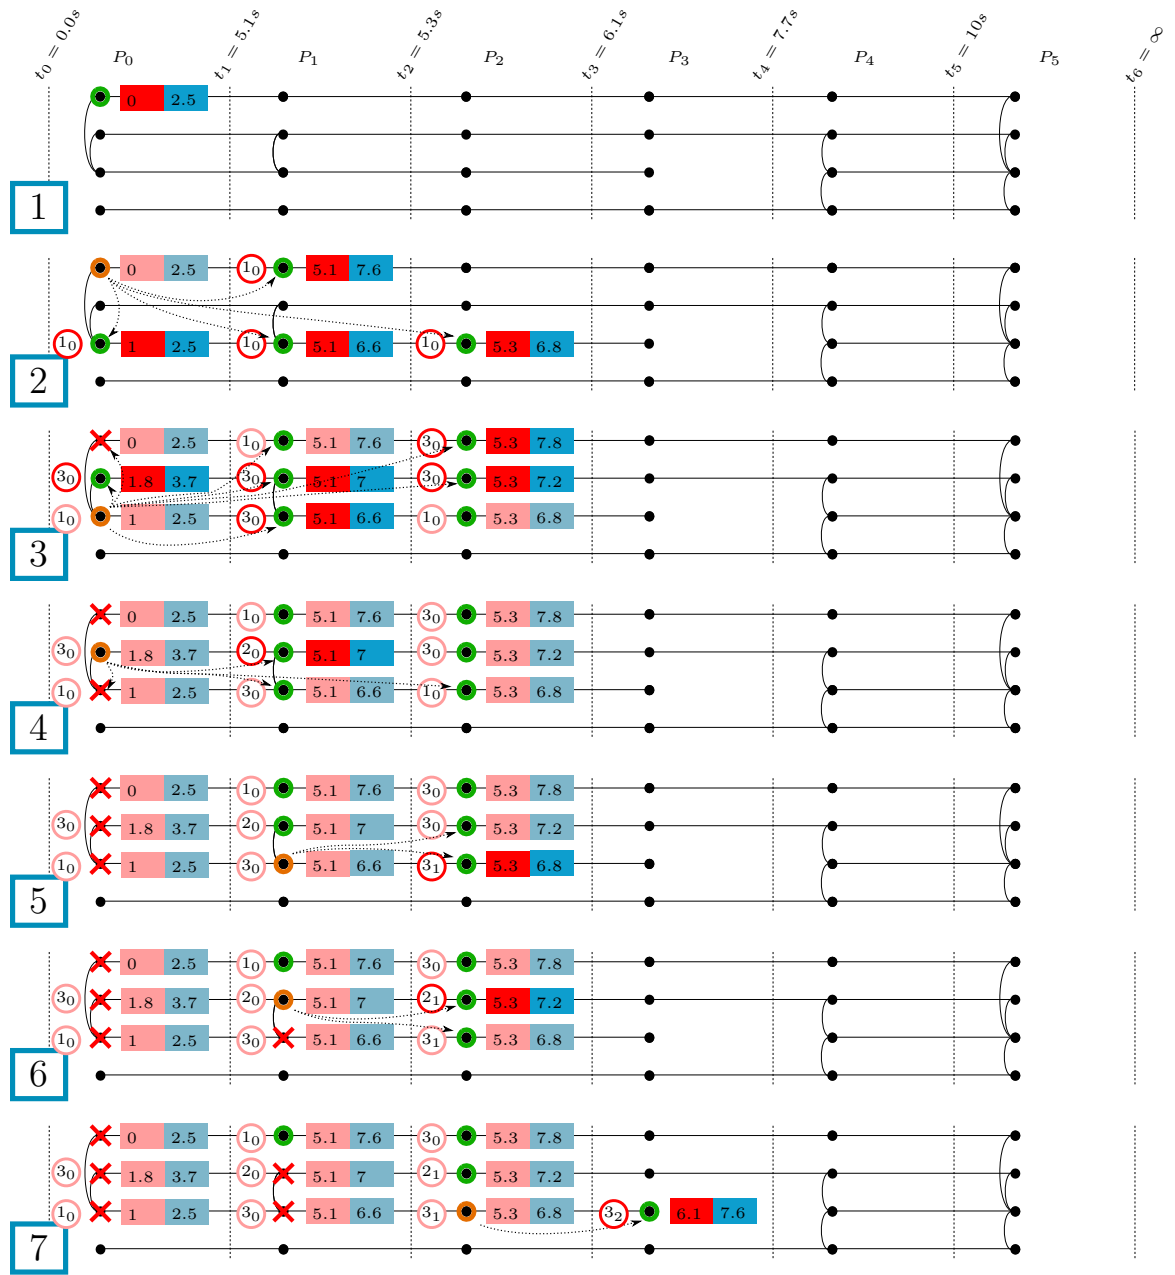 t₀ = 0.0s P₀ t₁ = 5.1s P₁ t₂ = 5.3s P₂ t₃ = 6.1s P₃ t₄ = 7.7s P₄ t₅ = 10s P₅ t₆ = ∞
0 2.5
1
0 2.5 1₀ 5.1 7.6
1₀ 1 2.5 1₀ 5.1 6.6 1₀ 5.3 6.8
2
0 2.5 1₀ 5.1 7.6 3₀ 5.3 7.8
3₀ 1.8 3.7 3₀ 5.1 7 3₀ 5.3 7.2
1₀ 1 2.5 3₀ 5.1 6.6 1₀ 5.3 6.8
3
0 2.5 1₀ 5.1 7.6 3₀ 5.3 7.8
3₀ 1.8 3.7 2₀ 5.1 7 3₀ 5.3 7.2
1₀ 1 2.5 3₀ 5.1 6.6 1₀ 5.3 6.8
4
0 2.5 1₀ 5.1 7.6 3₀ 5.3 7.8
3₀ 1.8 3.7 2₀ 5.1 7 3₀ 5.3 7.2
1₀ 1 2.5 3₀ 5.1 6.6 3₁ 5.3 6.8
5
0 2.5 1₀ 5.1 7.6 3₀ 5.3 7.8
3₀ 1.8 3.7 2₀ 5.1 7 2₁ 5.3 7.2
1₀ 1 2.5 3₀ 5.1 6.6 3₁ 5.3 6.8
6
0 2.5 1₀ 5.1 7.6 3₀ 5.3 7.8
3₀ 1.8 3.7 2₀ 5.1 7 2₁ 5.3 7.2
1₀ 1 2.5 3₀ 5.1 6.6 3₁ 5.3 6.8 3₂ 6.1 7.6
7